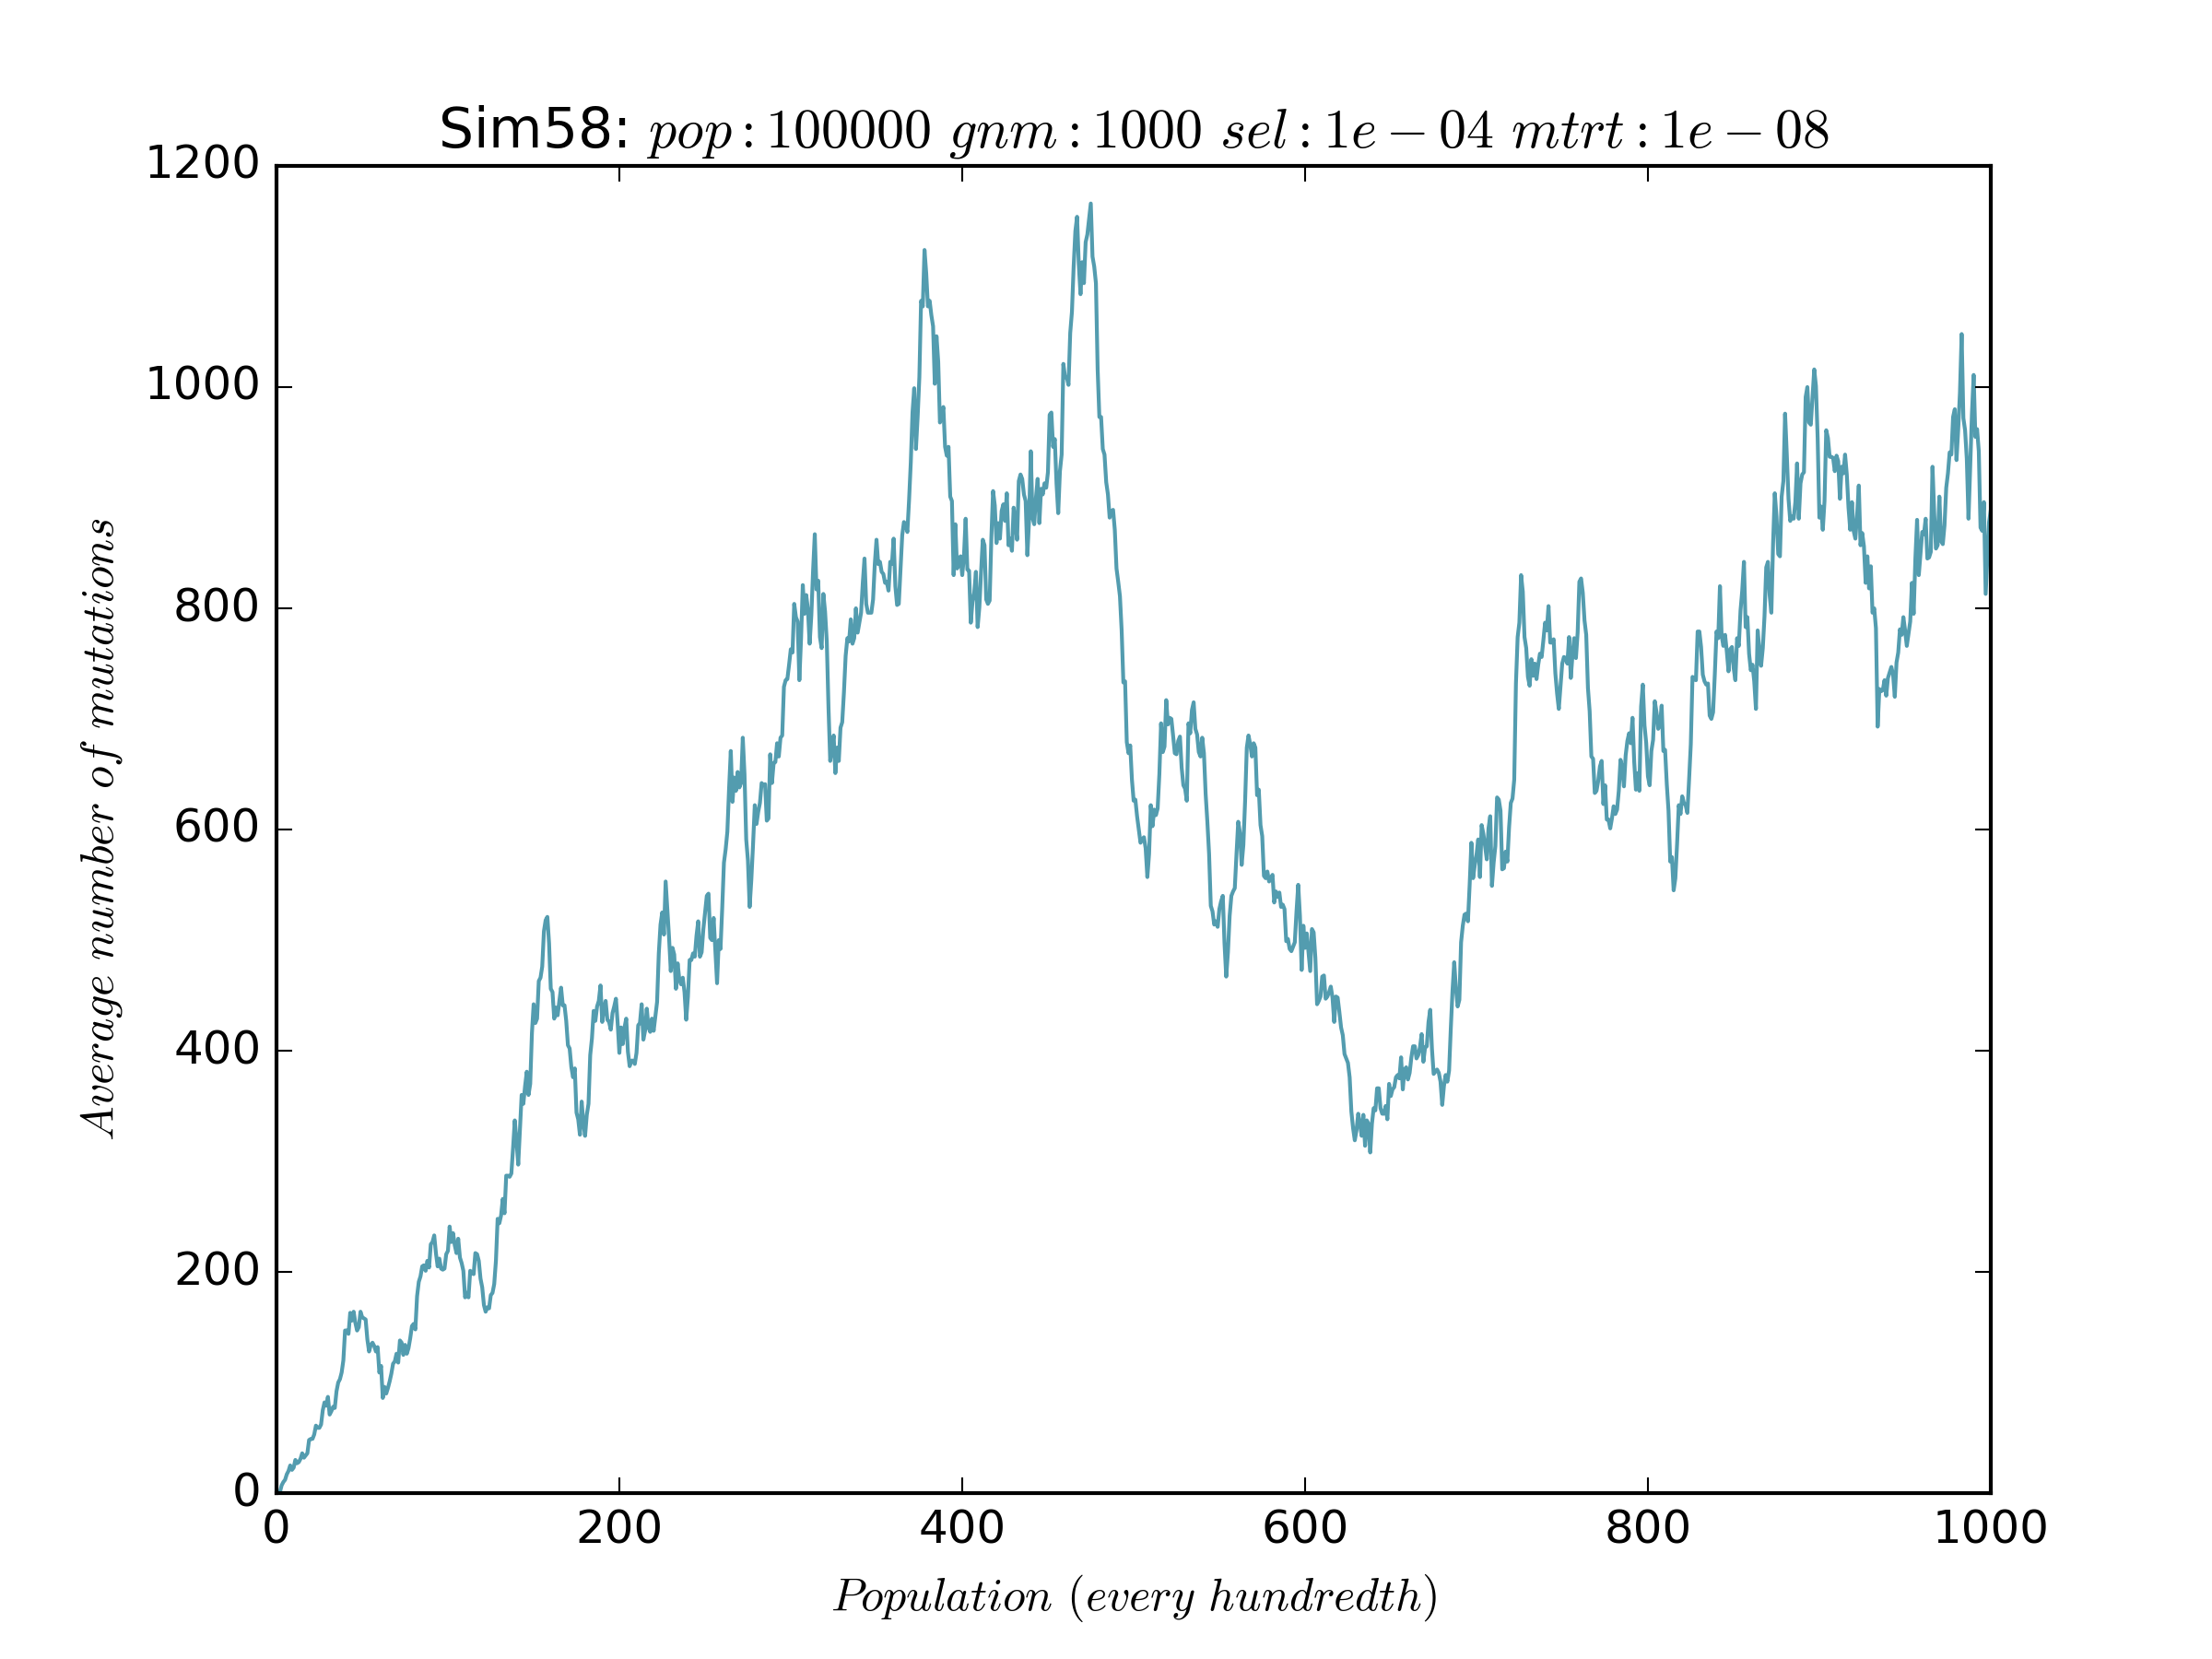 Sim58: pop : 100000 gnm : 1000 sel : 1e − 04 mtrt : 1e − 08
1200
1000
800
600
400
200
0
Average number of mutations
0 200 400 600 800 1000
Population (every hundredth)